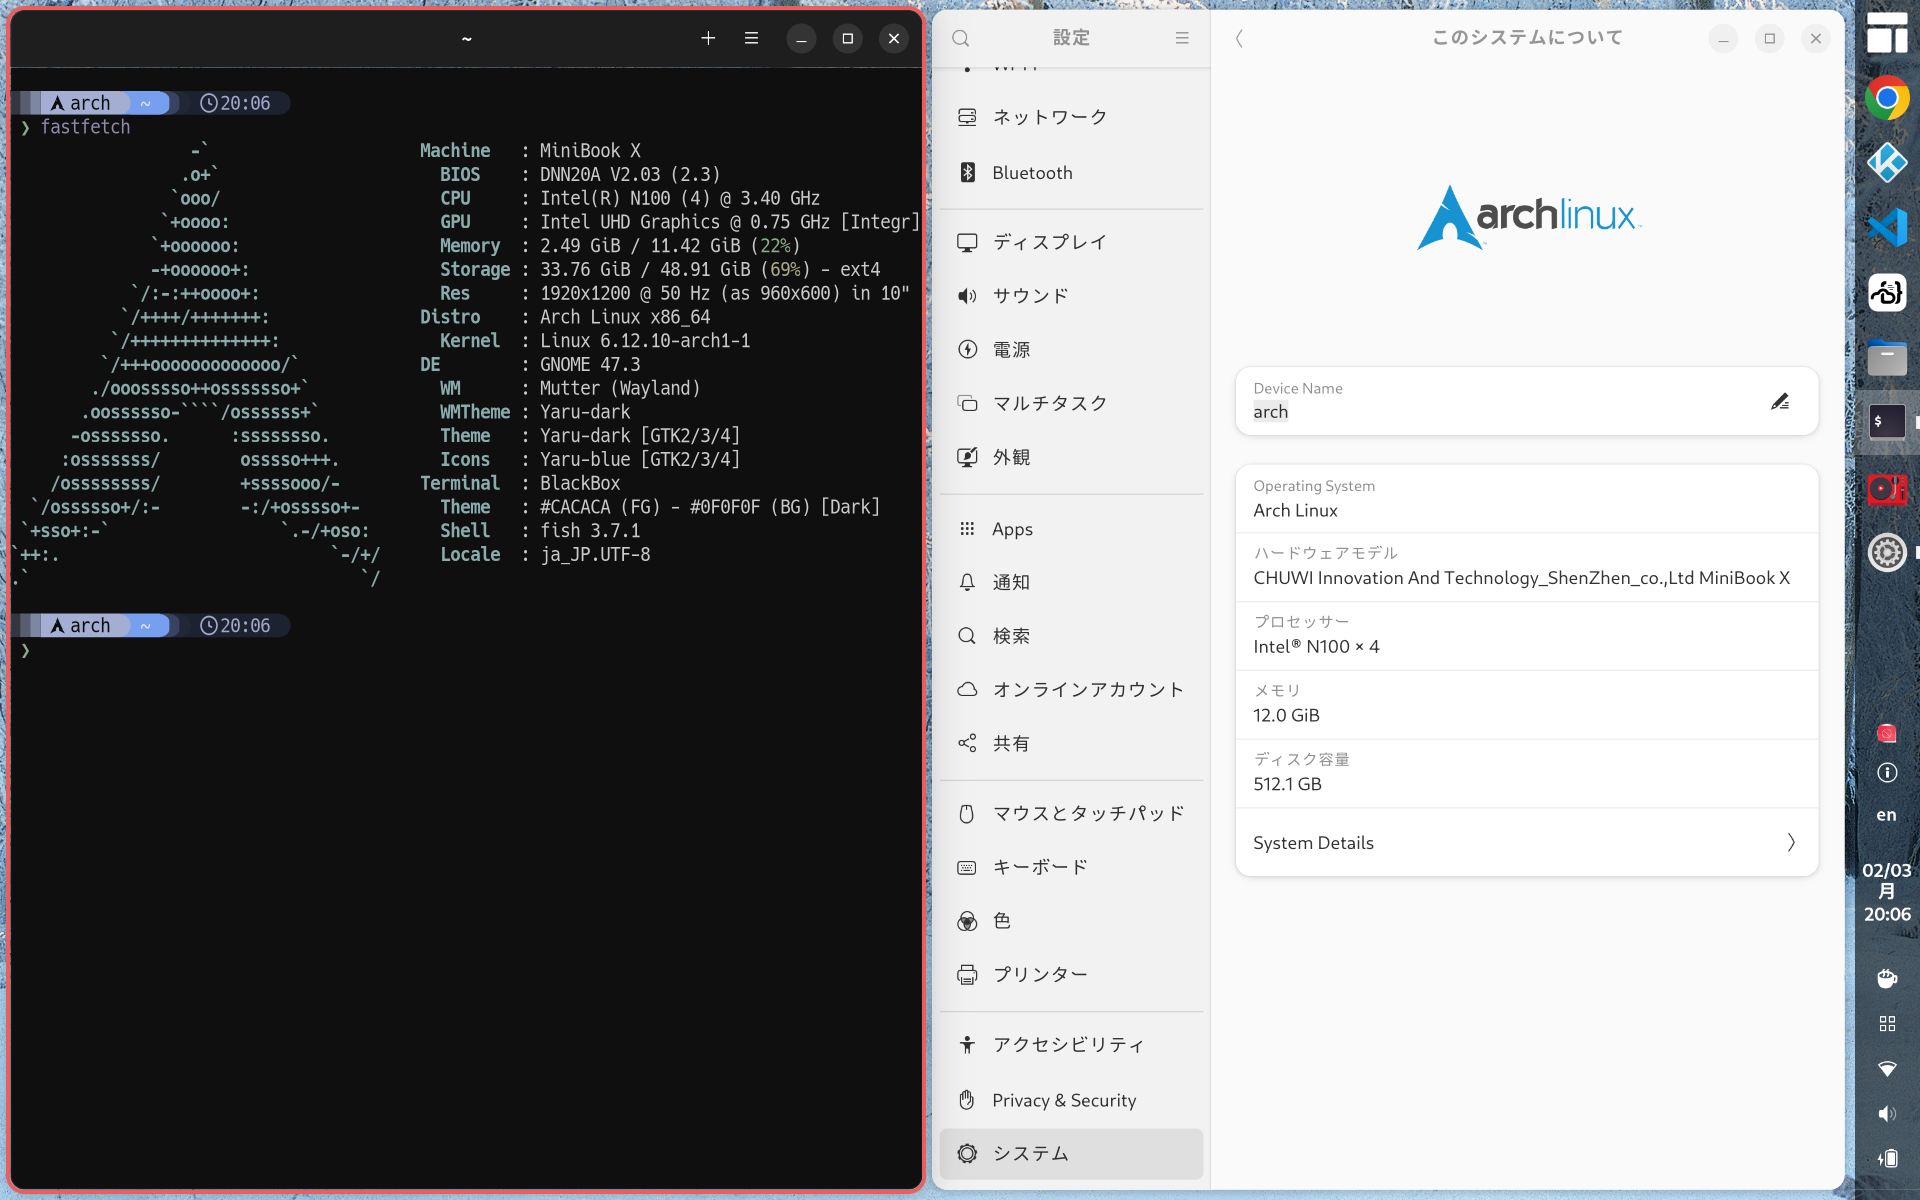 ~
arch ~ 20:06
❯ fastfetch
Machine : MiniBook X
BIOS : DNN20A V2.03 (2.3)
CPU : Intel(R) N100 (4) @ 3.40 GHz
GPU : Intel UHD Graphics @ 0.75 GHz [Integr]
Memory : 2.49 GiB / 11.42 GiB (22%)
Storage : 33.76 GiB / 48.91 GiB (69%) - ext4
Res : 1920x1200 @ 50 Hz (as 960x600) in 10"
Distro : Arch Linux x86_64
Kernel : Linux 6.12.10-arch1-1
DE : GNOME 47.3
WM : Mutter (Wayland)
WMTheme : Yaru-dark
Theme : Yaru-dark [GTK2/3/4]
Icons : Yaru-blue [GTK2/3/4]
Terminal : BlackBox
Theme : #CACACA (FG) - #0F0F0F (BG) [Dark]
Shell : fish 3.7.1
Locale : ja_JP.UTF-8
arch ~ 20:06
❯
設定
ネットワーク
Bluetooth
ディスプレイ
サウンド
電源
マルチタスク
外観
Apps
通知
検索
オンラインアカウント
共有
マウスとタッチパッド
キーボード
色
プリンター
アクセシビリティ
Privacy & Security
システム
このシステムについて
archlinux™
Device Name
arch
Operating System
Arch Linux
ハードウェアモデル
CHUWI Innovation And Technology_ShenZhen_co.,Ltd MiniBook X
プロセッサー
Intel® N100 × 4
メモリ
12.0 GiB
ディスク容量
512.1 GB
System Details
en
02/03
月
20:06